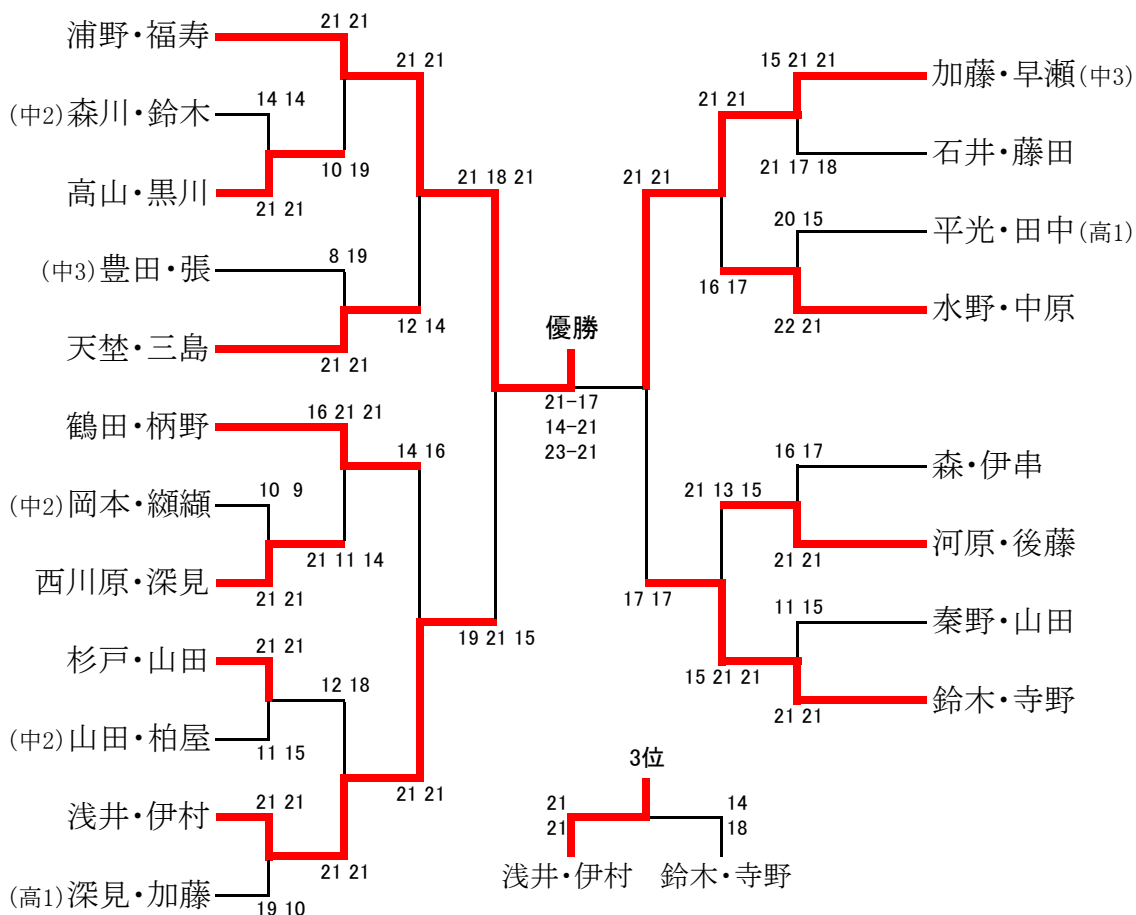 浦野・福寿
21 21
(中2)森川・鈴木
14 14
高山・黒川
21 21
10 19
21 21
(中3)豊田・張
8 19
天埜・三島
21 21
12 14
21 18 21
鶴田・柄野
16 21 21
(中2)岡本・纐纈
10 9
西川原・深見
21 21
21 11 14
14 16
杉戸・山田
21 21
(中2)山田・柏屋
11 15
12 18
浅井・伊村
21 21
(高1)深見・加藤
19 10
21 21
21 21
19 21 15
優勝
21-17
14-21
23-21
15 21 21
加藤・早瀬(中3)
石井・藤田
21 17 18
21 21
20 15
平光・田中(高1)
水野・中原
22 21
16 17
21 21
16 17
森・伊串
河原・後藤
21 21
21 13 15
11 15
秦野・山田
鈴木・寺野
21 21
15 21 21
17 17
3位
21
21
14
18
浅井・伊村
鈴木・寺野